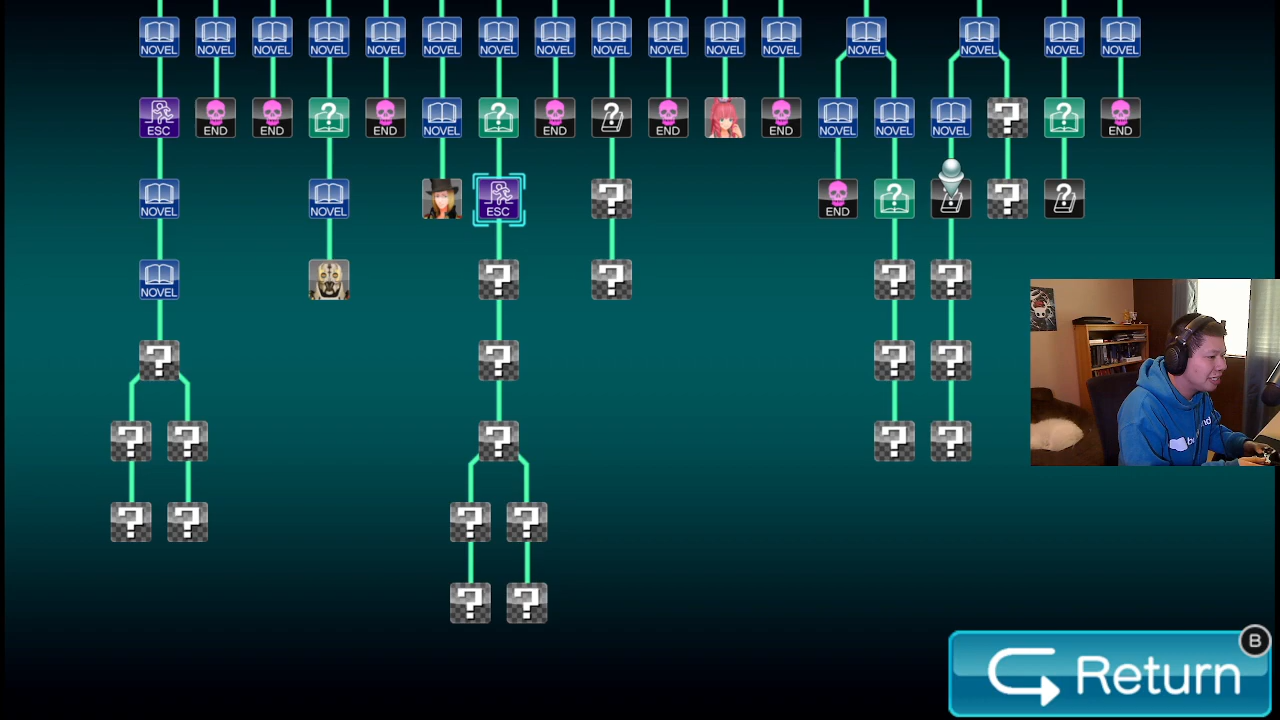 NOVEL NOVEL NOVEL NOVEL NOVEL NOVEL NOVEL NOVEL NOVEL NOVEL NOVEL NOVEL NOVEL NOVEL NOVEL NOVEL
ESC END END ? END NOVEL ? END ? END END NOVEL NOVEL NOVEL ? ? END
NOVEL NOVEL ESC ? END ? ? ? ?
NOVEL ? ? ? ?
? ? ? ?
? ? ? ? ?
? ? ? ?
? ?
B
Return